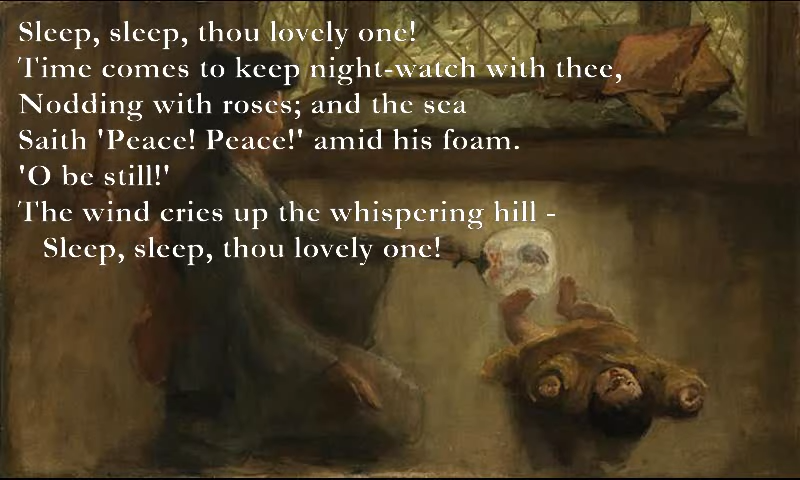 Sleep, sleep, thou lovely one!
Time comes to keep night-watch with thee,
Nodding with roses; and the sea
Saith 'Peace! Peace!' amid his foam.
'O be still!'
The wind cries up the whispering hill -
Sleep, sleep, thou lovely one!